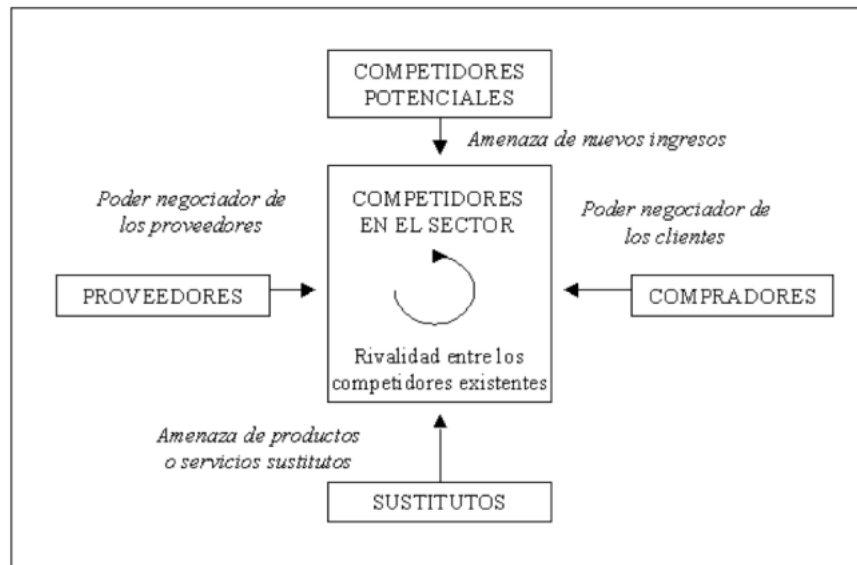 COMPETIDORES
POTENCIALES
Amenaza de nuevos ingresos
Poder negociador de
los proveedores
COMPETIDORES
EN EL SECTOR
Poder negociador de
los clientes
PROVEEDORES
COMPRADORES
Rivalidad entre los
competidores existentes
Amenaza de productos
o servicios sustitutos
SUSTITUTOS